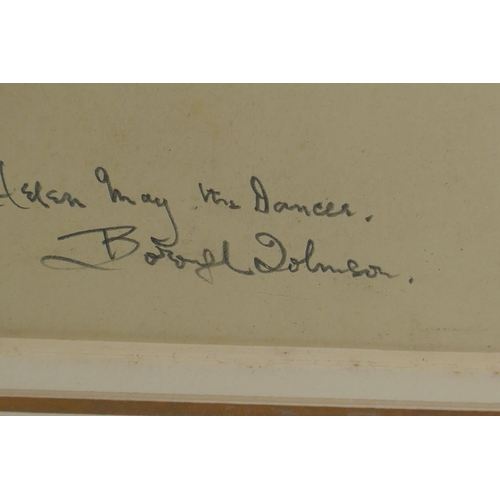 Helen May the Dancer.
Borough Johnson.